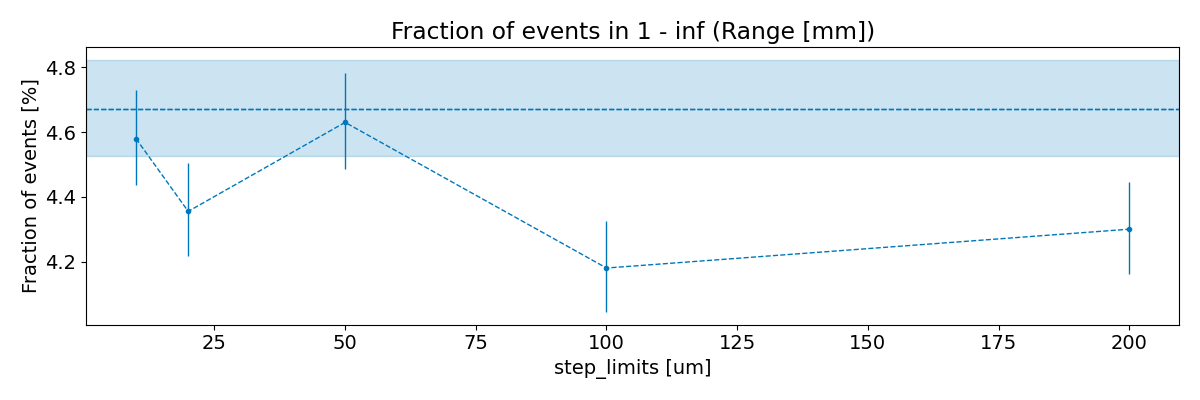 Fraction of events in 1 - inf (Range [mm])
Fraction of events [%]
4.8
4.6
4.4
4.2
25 50 75 100 125 150 175 200
step_limits [um]